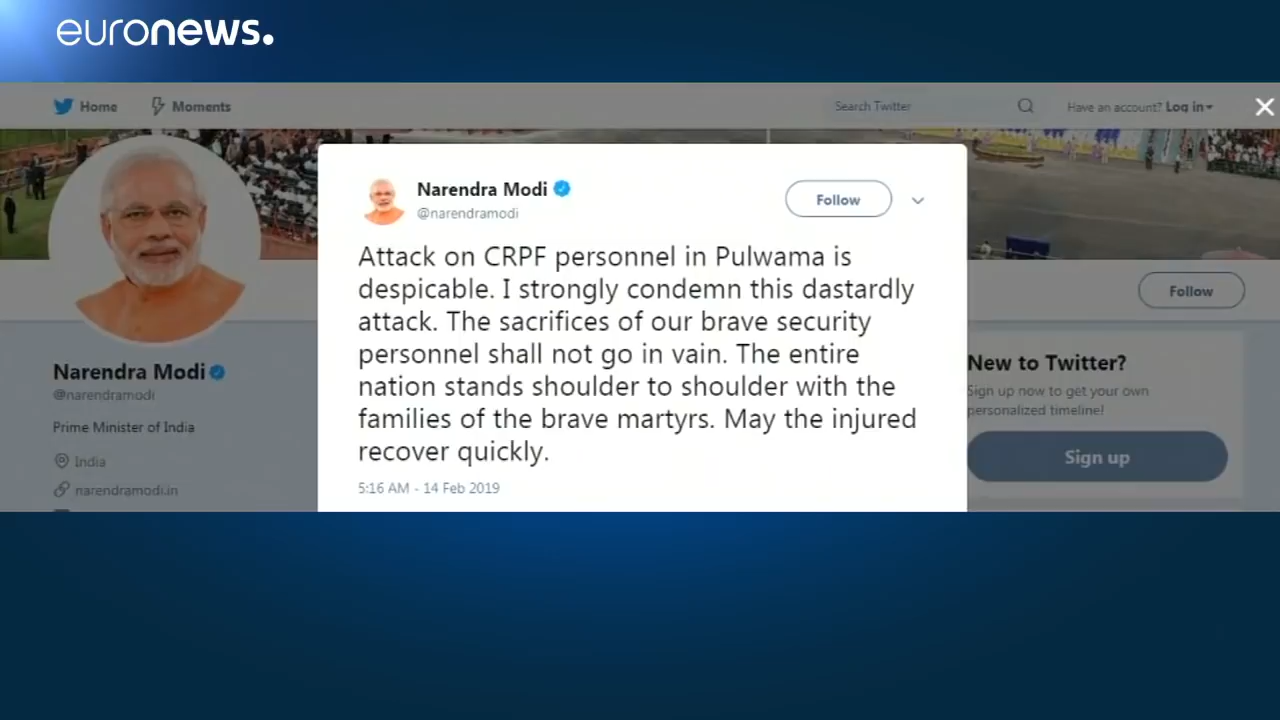 euronews.
Home
Moments
Search Twitter
Have an account? Log in
Narendra Modi
@narendramodi
Follow
Attack on CRPF personnel in Pulwama is
despicable. I strongly condemn this dastardly
attack. The sacrifices of our brave security
personnel shall not go in vain. The entire
nation stands shoulder to shoulder with the
families of the brave martyrs. May the injured
recover quickly.
5:16 AM - 14 Feb 2019
Narendra Modi
@narendramodi
Prime Minister of India
India
narendramodi.in
Follow
New to Twitter?
Sign up now to get your own
personalized timeline!
Sign up